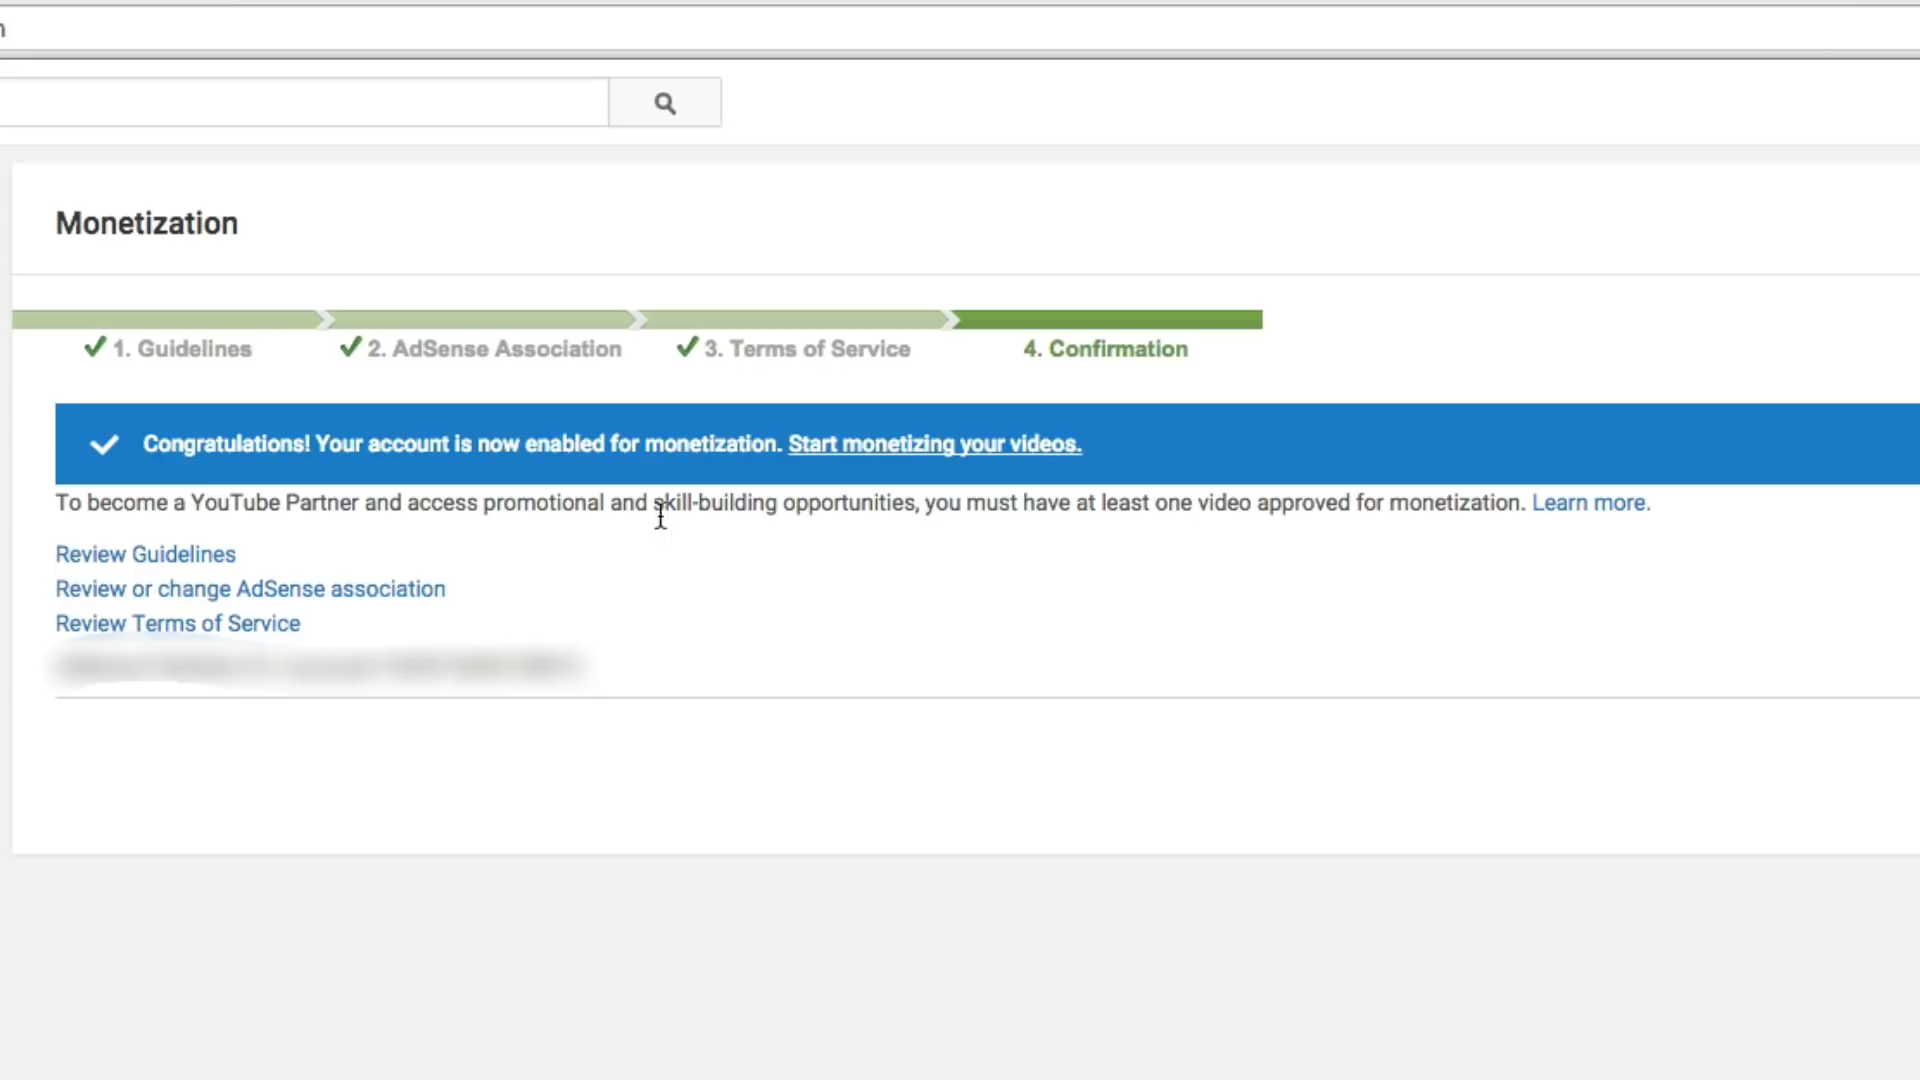 Monetization
1. Guidelines
2. AdSense Association
3. Terms of Service
4. Confirmation
Congratulations! Your account is now enabled for monetization. Start monetizing your videos.
To become a YouTube Partner and access promotional and skill-building opportunities, you must have at least one video approved for monetization. Learn more.
Review Guidelines
Review or change AdSense association
Review Terms of Service